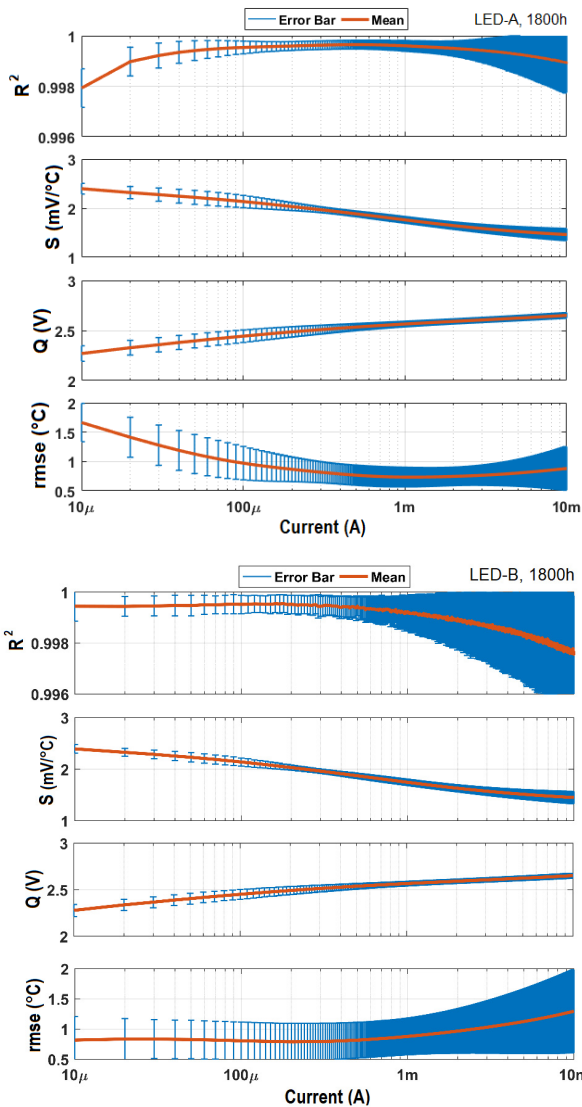 Error Bar Mean
LED-A, 1800h
1
0.998
0.996
R²
3
2
1
S (mV/°C)
3
2.5
2
Q (V)
2
1.5
1
0.5
rmse (°C)
10μ 100μ 1m 10m
Current (A)
Error Bar Mean
LED-B, 1800h
1
0.998
0.996
R²
3
2
1
S (mV/°C)
3
2.5
2
Q (V)
2
1.5
1
0.5
rmse (°C)
10μ 100μ 1m 10m
Current (A)